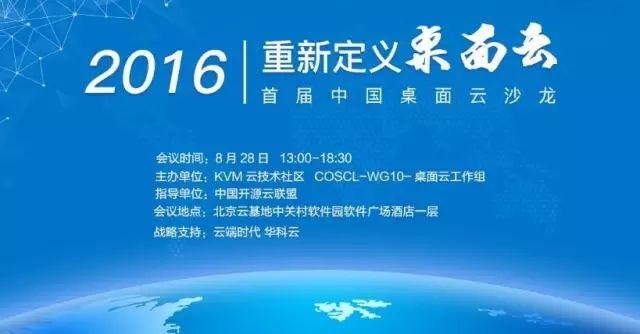 2016 重新定义桌面云
首届中国桌面云沙龙
会议时间：8月28日 13:00-18:30
主办单位：KVM云技术社区 COSCL-WG10-桌面云工作组
指导单位：中国开源云联盟
会议地点：北京云基地中关村软件园软件广场酒店一层
战略支持：云端时代 华科云